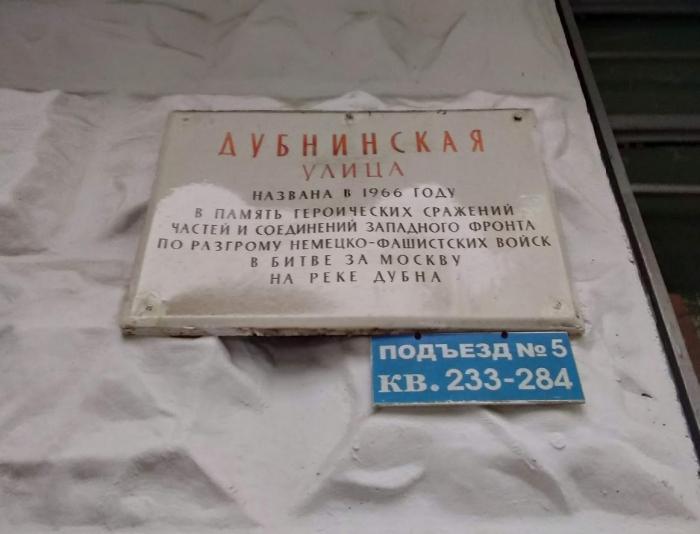 ДУБНИНСКАЯ
УЛИЦА
НАЗВАНА В 1966 ГОДУ
В ПАМЯТЬ ГЕРОИЧЕСКИХ СРАЖЕНИЙ
ЧАСТЕЙ И СОЕДИНЕНИЙ ЗАПАДНОГО ФРОНТА
ПО РАЗГРОМУ НЕМЕЦКО-ФАШИСТСКИХ ВОЙСК
В БИТВЕ ЗА МОСКВУ
НА РЕКЕ ДУБНА
ПОДЪЕЗД № 5
КВ. 233-284